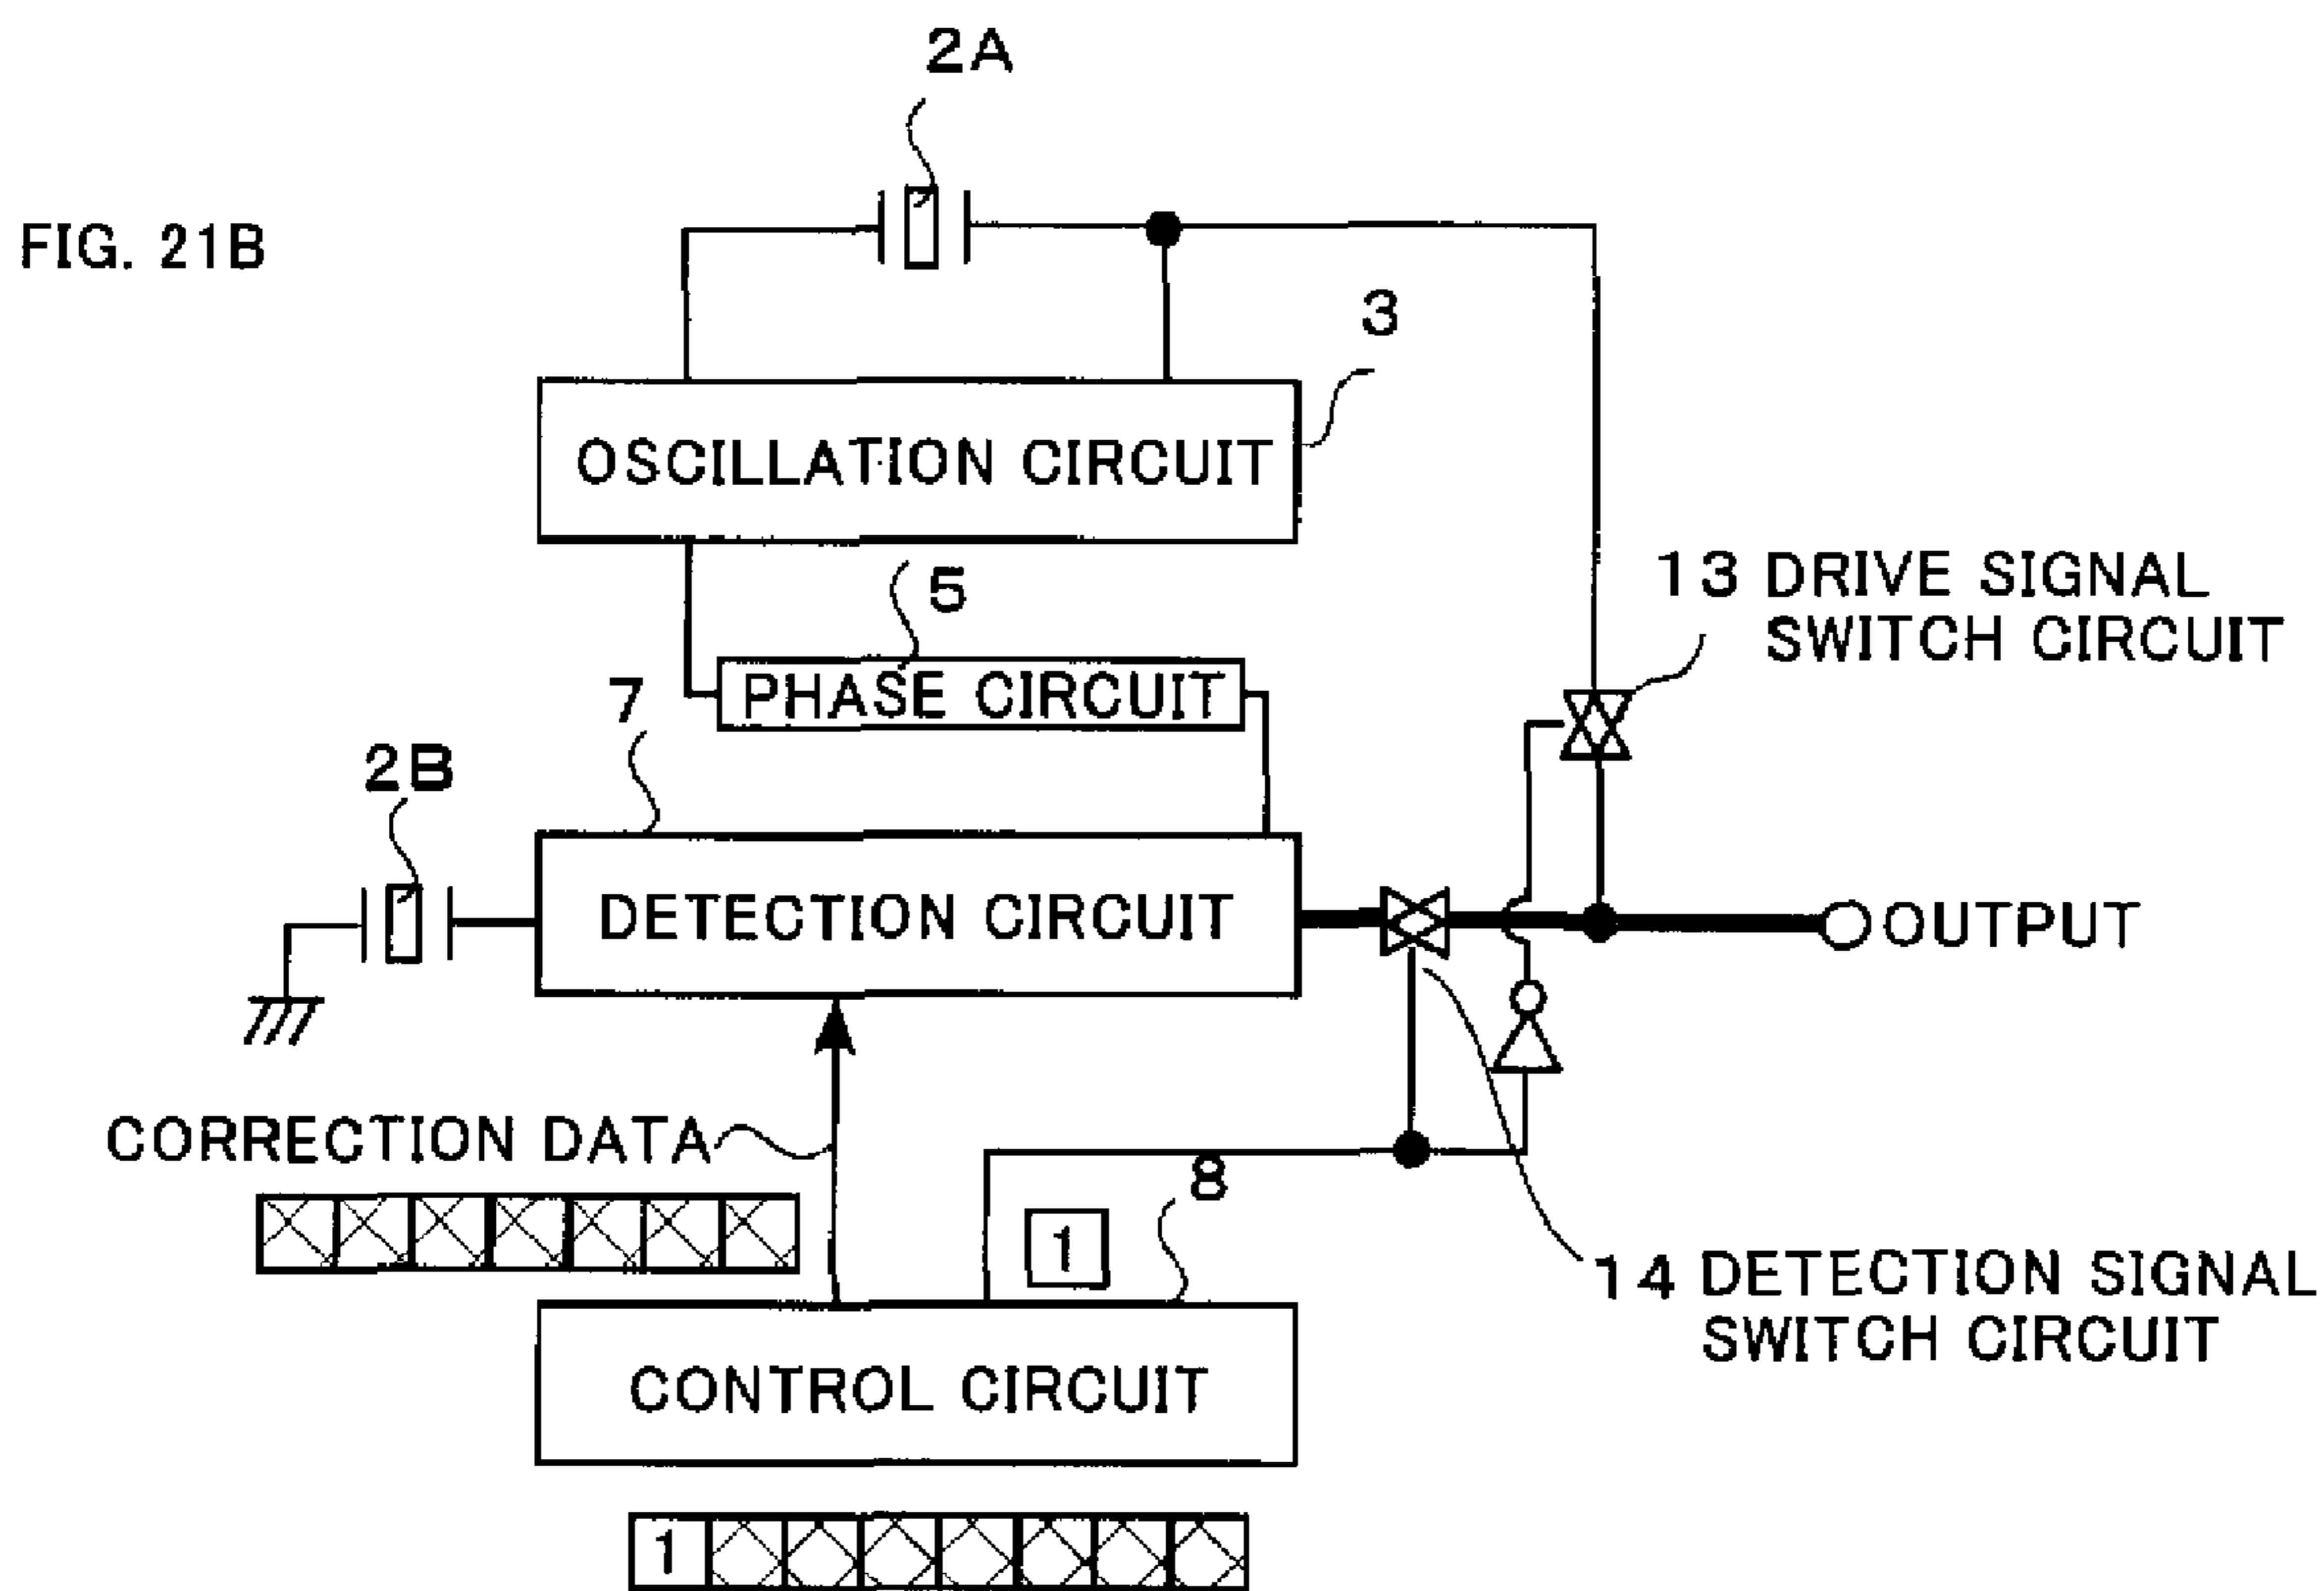 2A
FIG. 21B
3
OSCILLATION CIRCUIT
13 DRIVE SIGNAL
SWITCH CIRCUIT
5
PHASE CIRCUIT
7
2B
DETECTION CIRCUIT
OUTPUT
CORRECTION DATA
8
1
14 DETECTION SIGNAL
SWITCH CIRCUIT
CONTROL CIRCUIT
1